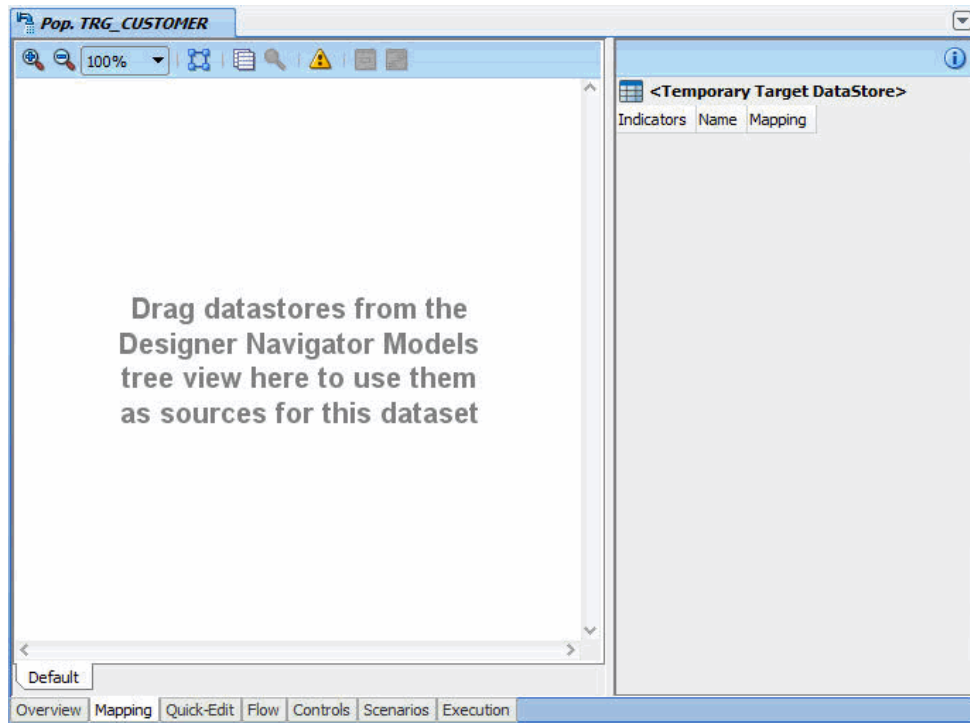 Pop. TRG_CUSTOMER
100%
<Temporary Target DataStore>
Indicators Name Mapping
Drag datastores from the
Designer Navigator Models
tree view here to use them
as sources for this dataset
Default
Overview Mapping Quick-Edit Flow Controls Scenarios Execution